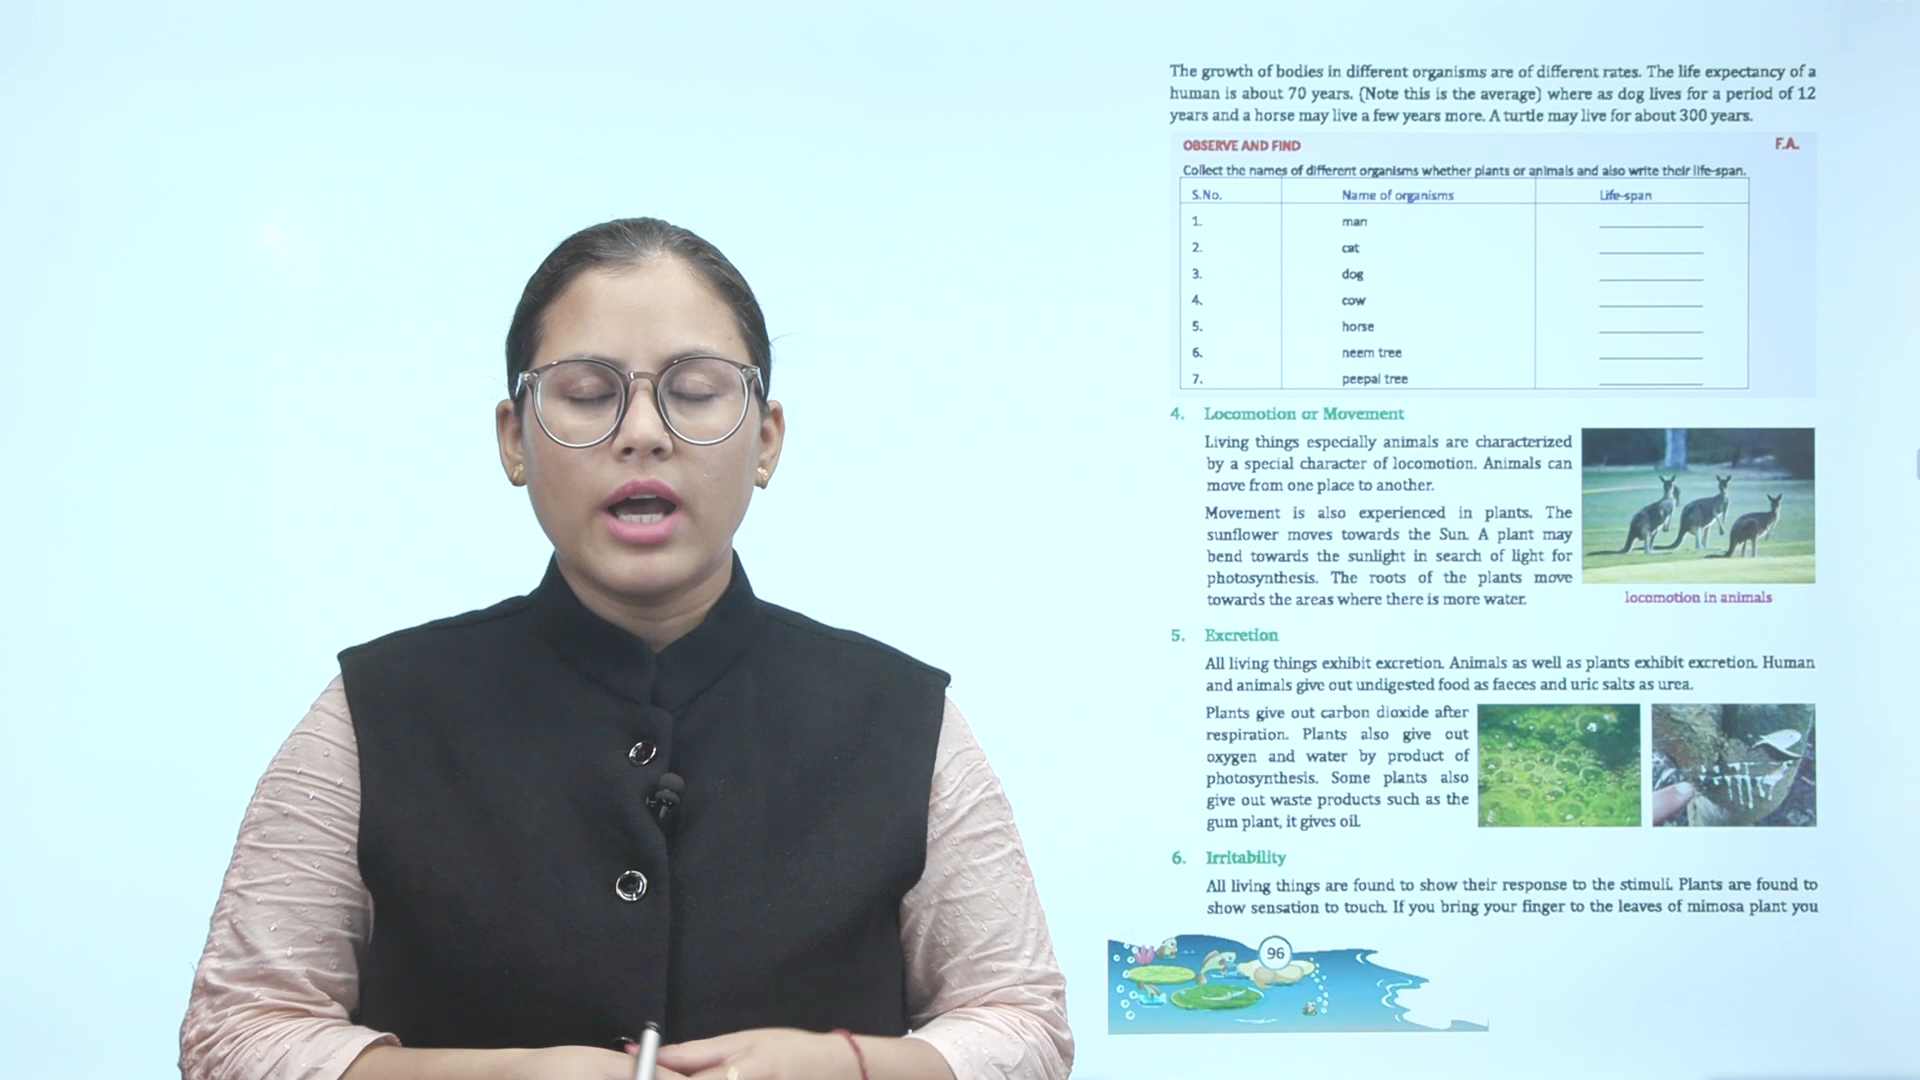 The growth of bodies in different organisms are of different rates. The life expectancy of a
human is about 70 years. (Note this is the average) where as dog lives for a period of 12
years and a horse may live a few years more. A turtle may live for about 300 years.
OBSERVE AND FIND F.A.
Collect the names of different organisms whether plants or animals and also write their life-span.
S.No. Name of organisms Life-span
1. man
2. cat
3. dog
4. cow
5. horse
6. neem tree
7. peepal tree
4. Locomotion or Movement
Living things especially animals are characterized
by a special character of locomotion. Animals can
move from one place to another.
Movement is also experienced in plants. The
sunflower moves towards the Sun. A plant may
bend towards the sunlight in search of light for
photosynthesis. The roots of the plants move
towards the areas where there is more water.
locomotion in animals
5. Excretion
All living things exhibit excretion. Animals as well as plants exhibit excretion. Human
and animals give out undigested food as faeces and uric salts as urea.
Plants give out carbon dioxide after
respiration. Plants also give out
oxygen and water by product of
photosynthesis. Some plants also
give out waste products such as the
gum plant, it gives oil.
6. Irritability
All living things are found to show their response to the stimuli. Plants are found to
show sensation to touch. If you bring your finger to the leaves of mimosa plant you
96